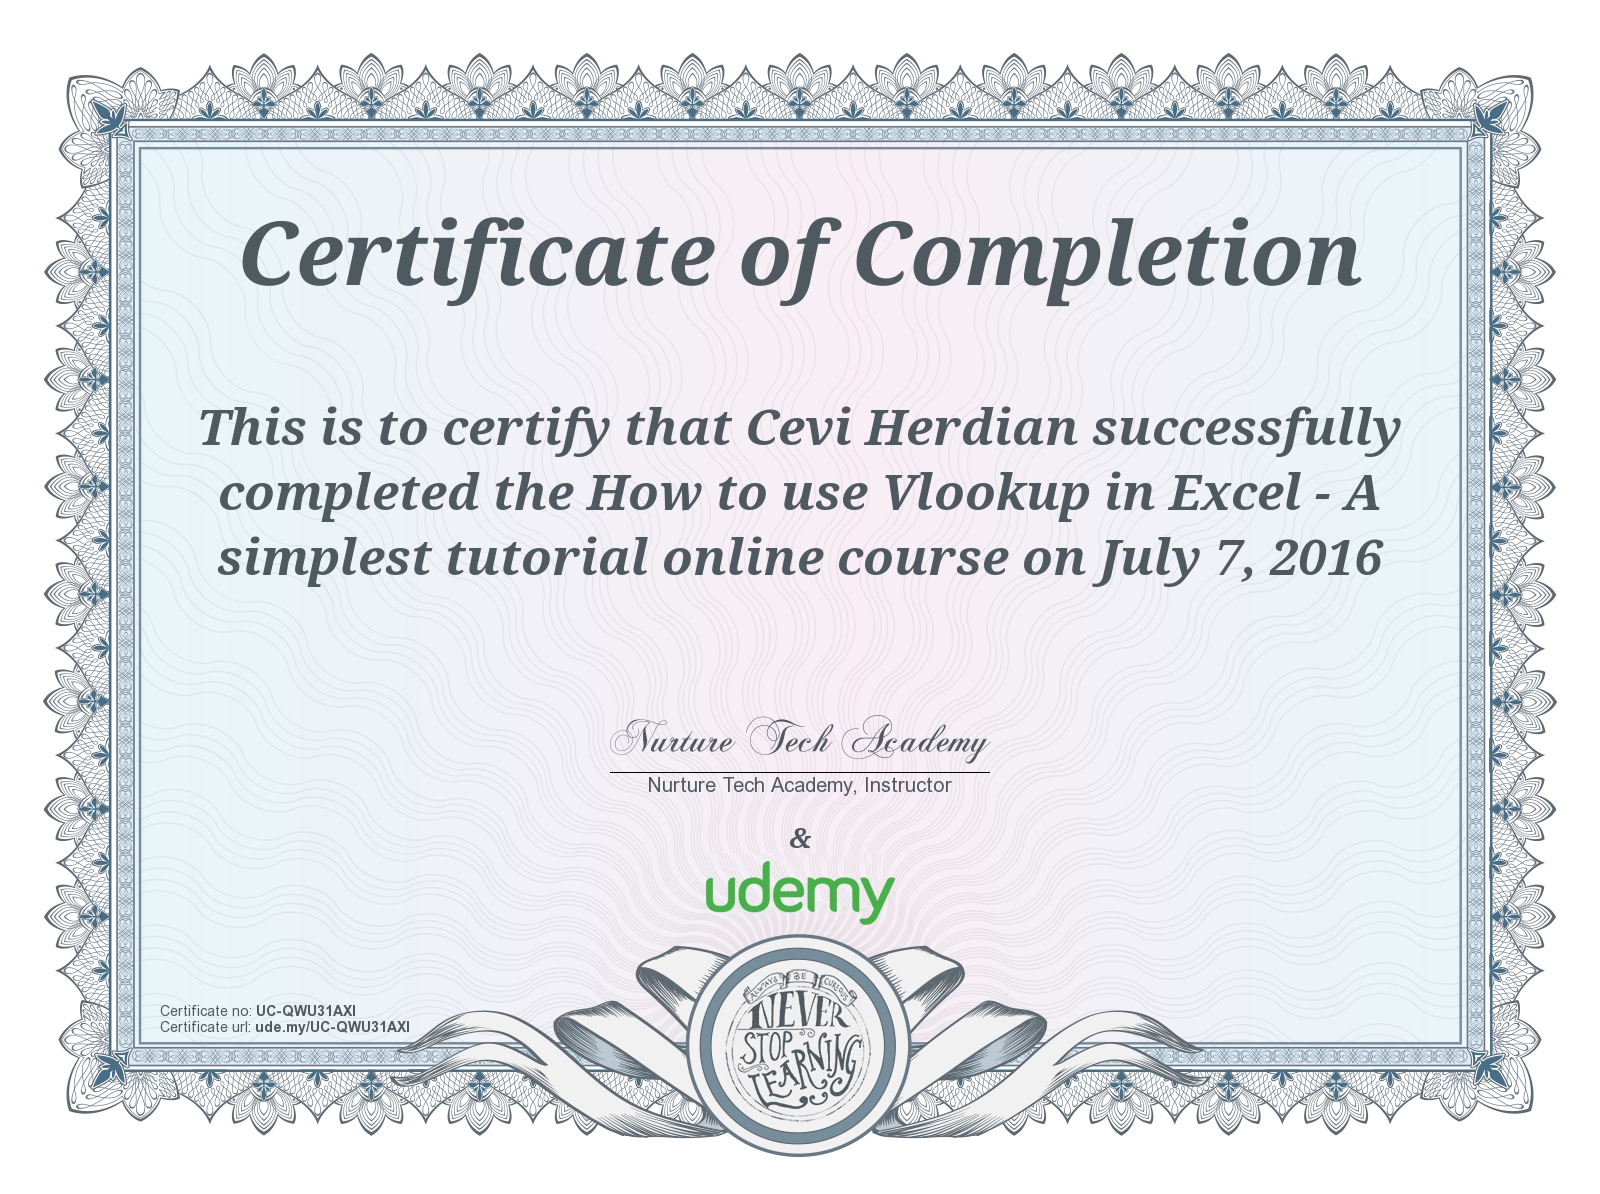 Certificate of Completion
This is to certify that Cevi Herdian successfully
completed the How to use Vlookup in Excel - A
simplest tutorial online course on July 7, 2016
Nurture Tech Academy
Nurture Tech Academy, Instructor
&
udemy
Certificate no: UC-QWU31AXI
Certificate url: ude.my/UC-QWU31AXI
ALWAYS BE CURIOUS
NEVER
STOP
LEARNING